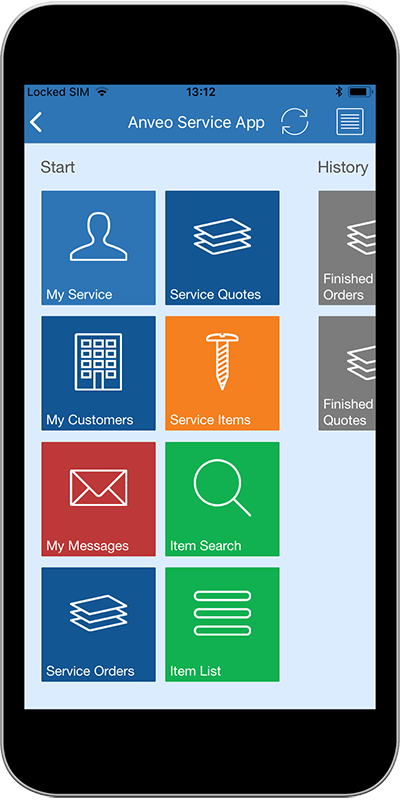 Locked SIM 13:12
Anveo Service App
Start
History
My Service
Service Quotes
Finished
Orders
My Customers
Service Items
Finished
Quotes
My Messages
Item Search
Service Orders
Item List